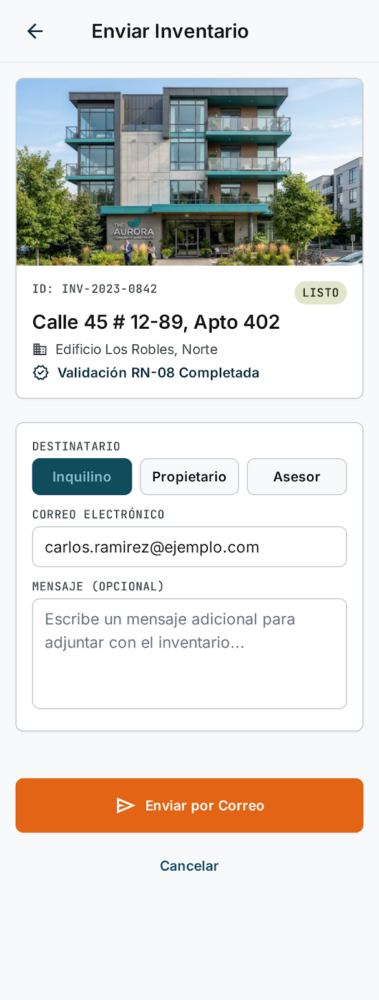 Enviar Inventario
THE
AURORA
CORPORATE APARTMENTS
ID: INV-2023-0842
LISTO
Calle 45 # 12-89, Apto 402
Edificio Los Robles, Norte
Validación RN-08 Completada
DESTINATARIO
Inquilino
Propietario
Asesor
CORREO ELECTRÓNICO
carlos.ramirez@ejemplo.com
MENSAJE (OPCIONAL)
Escribe un mensaje adicional para
adjuntar con el inventario...
Enviar por Correo
Cancelar